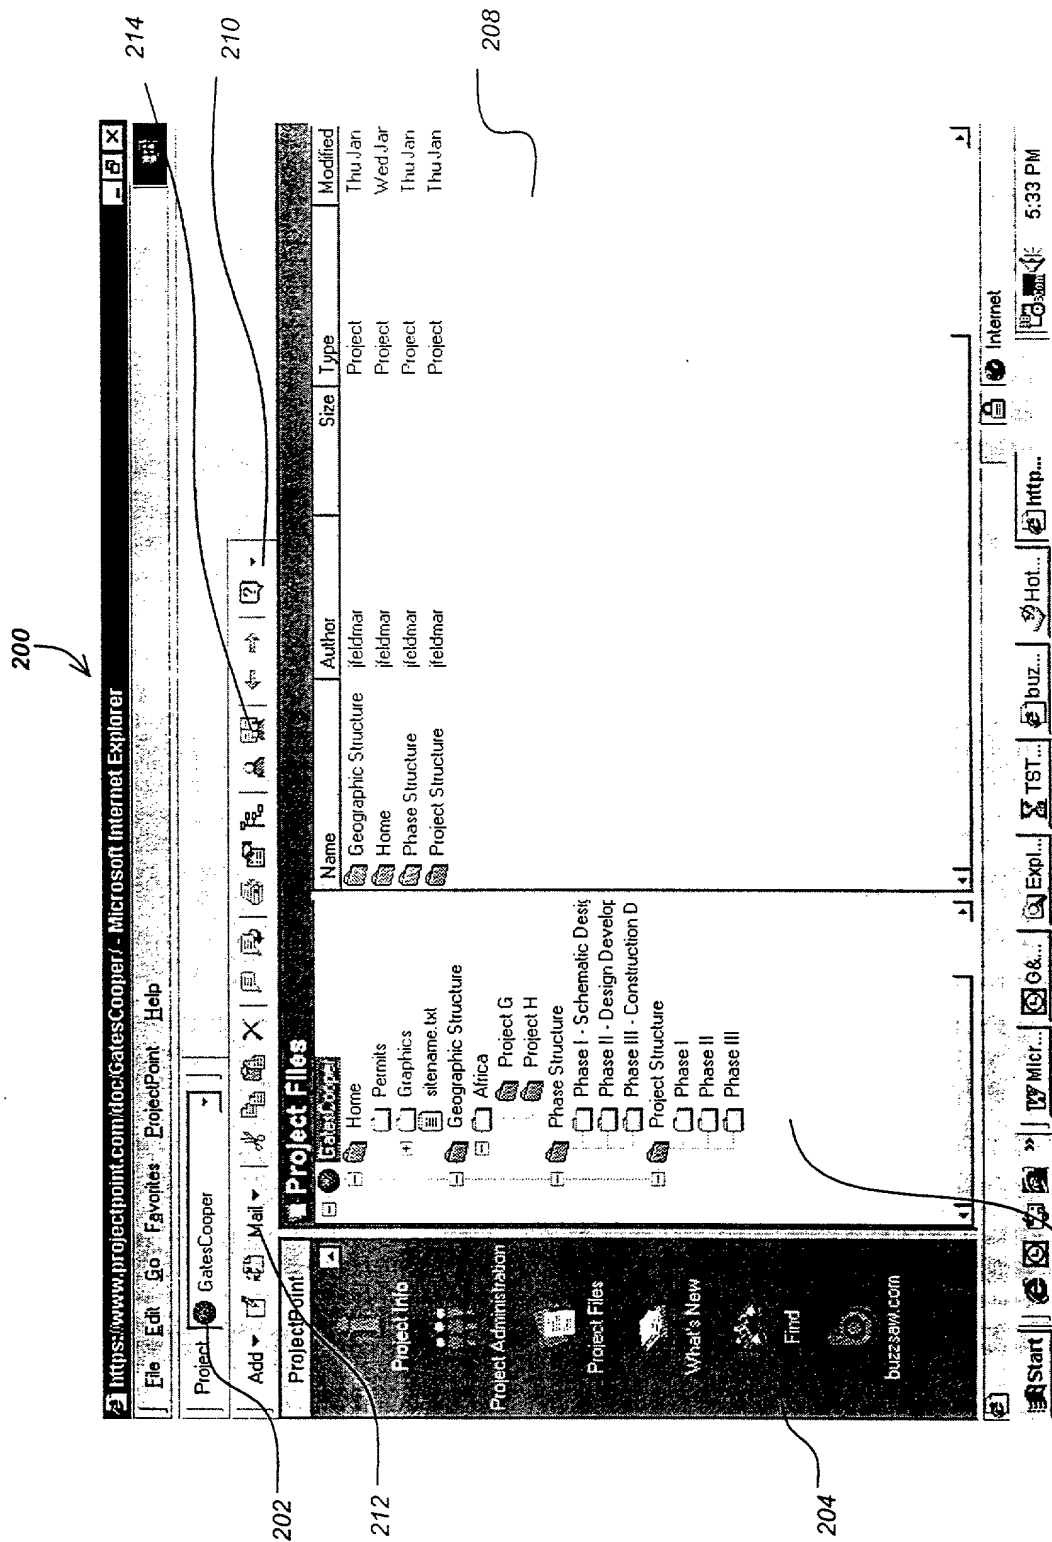 200
214
210
208
https://www.projectpoint.com/doc/GatesCooper/ - Microsoft Internet Explorer
File Edit Go Favorites ProjectPoint Help
Project GatesCooper
Add Mail
ProjectPoint
Project Files
Project Info
Project Administration
Project Files
What's New
Find
buzzsaw.com
GatesCooper
Home
Permits
Graphics
sitename.txt
Geographic Structure
Africa
Project G
Project H
Phase Structure
Phase I - Schematic Desig
Phase II - Design Develop
Phase III - Construction D
Project Structure
Phase I
Phase II
Phase III
Name Author Size Type Modified
Geographic Structure jfeldmar Project Thu Jan
Home jfeldmar Project Wed Jan
Phase Structure jfeldmar Project Thu Jan
Project Structure jfeldmar Project Thu Jan
Internet
Start » Micr... G&... Expl... TST... buz... Hot... http... 5:33 PM
202
212
204